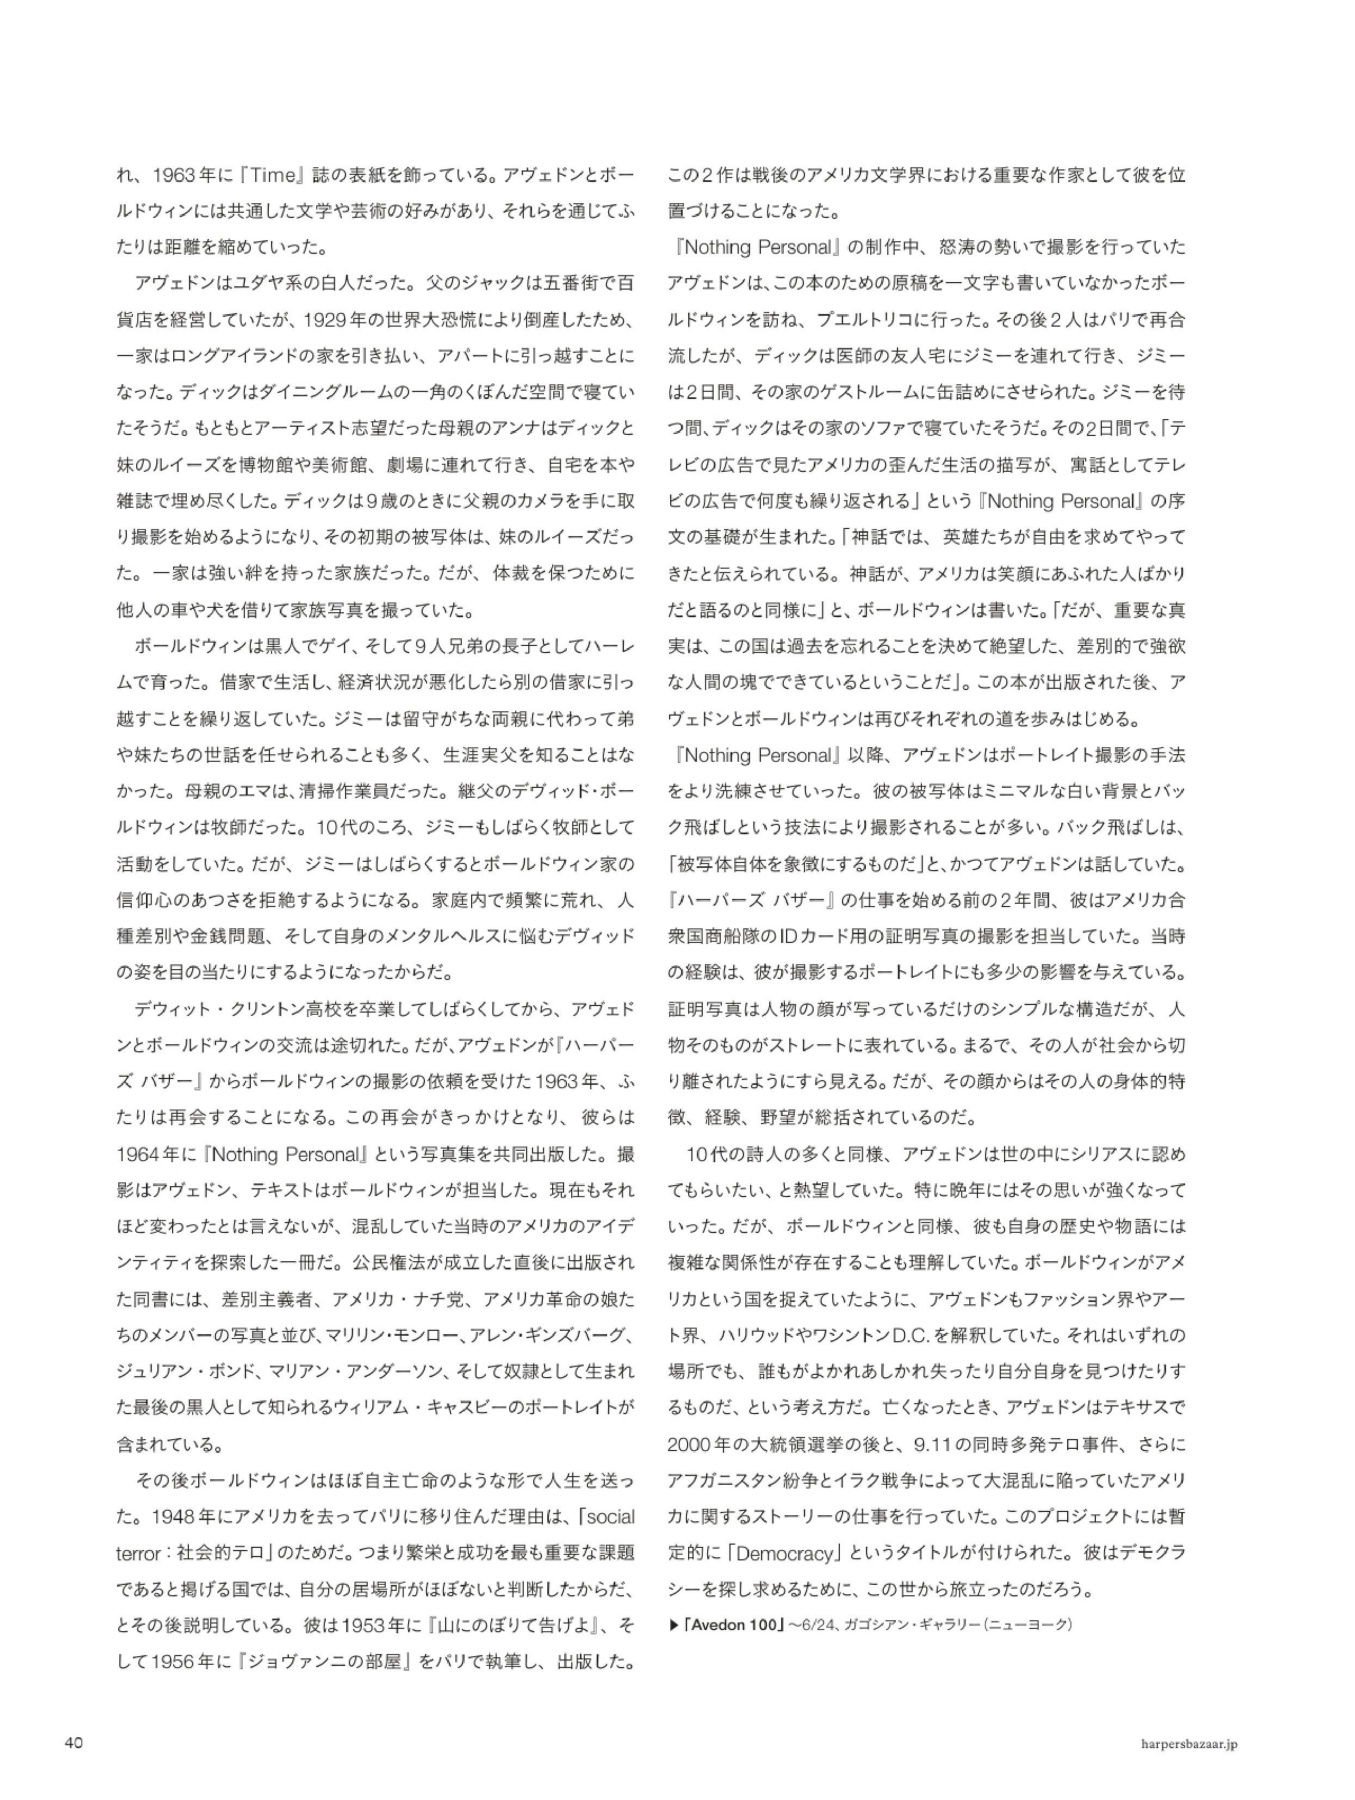 れ、1963年に『Time』誌の表紙を飾っている。アヴェドンとボー
ルドウィンには共通した文学や芸術の好みがあり、それらを通じてふ
たりは距離を縮めていった。
アヴェドンはユダヤ系の白人だった。父のジャックは五番街で百
貨店を経営していたが、1929年の世界大恐慌により倒産したため、
一家はロングアイランドの家を引き払い、アパートに引っ越すことに
なった。ディックはダイニングルームの一角のくぼんだ空間で寝てい
たそうだ。もともとアーティスト志望だった母親のアンナはディックと
妹のルイーズを博物館や美術館、劇場に連れて行き、自宅を本や
雑誌で埋め尽くした。ディックは9歳のときに父親のカメラを手に取
り撮影を始めるようになり、その初期の被写体は、妹のルイーズだっ
た。一家は強い絆を持った家族だった。だが、体裁を保つために
他人の車や犬を借りて家族写真を撮っていた。
ボールドウィンは黒人でゲイ、そして9人兄弟の長子としてハーレ
ムで育った。借家で生活し、経済状況が悪化したら別の借家に引っ
越すことを繰り返していた。ジミーは留守がちな両親に代わって弟
や妹たちの世話を任せられることも多く、生涯実父を知ることはな
かった。母親のエマは、清掃作業員だった。継父のデヴィッド・ボー
ルドウィンは牧師だった。10代のころ、ジミーもしばらく牧師として
活動をしていた。だが、ジミーはしばらくするとボールドウィン家の
信仰心のあつさを拒絶するようになる。家庭内で頻繁に荒れ、人
種差別や金銭問題、そして自身のメンタルヘルスに悩むデヴィッド
の姿を目の当たりにするようになったからだ。
デウィット・クリントン高校を卒業してしばらくしてから、アヴェド
ンとボールドウィンの交流は途切れた。だが、アヴェドンが『ハーパー
ズ バザー』からボールドウィンの撮影の依頼を受けた1963年、ふ
たりは再会することになる。この再会がきっかけとなり、彼らは
1964年に『Nothing Personal』という写真集を共同出版した。撮
影はアヴェドン、テキストはボールドウィンが担当した。現在もそれ
ほど変わったとは言えないが、混乱していた当時のアメリカのアイデ
ンティティを探索した一冊だ。公民権法が成立した直後に出版され
た同書には、差別主義者、アメリカ・ナチ党、アメリカ革命の娘た
ちのメンバーの写真と並び、マリリン・モンロー、アレン・ギンズバーグ、
ジュリアン・ボンド、マリアン・アンダーソン、そして奴隷として生まれ
た最後の黒人として知られるウィリアム・キャスビーのポートレイトが
含まれている。
その後ボールドウィンはほぼ自主亡命のような形で人生を送っ
た。1948年にアメリカを去ってパリに移り住んだ理由は、「social
terror：社会的テロ」のためだ。つまり繁栄と成功を最も重要な課題
であると掲げる国では、自分の居場所がほぼないと判断したからだ、
とその後説明している。彼は1953年に『山にのぼりて告げよ』、そ
して1956年に『ジョヴァンニの部屋』をパリで執筆し、出版した。
この2作は戦後のアメリカ文学界における重要な作家として彼を位
置づけることになった。
『Nothing Personal』の制作中、怒涛の勢いで撮影を行っていた
アヴェドンは、この本のための原稿を一文字も書いていなかったボー
ルドウィンを訪ね、プエルトリコに行った。その後2人はパリで再合
流したが、ディックは医師の友人宅にジミーを連れて行き、ジミー
は2日間、その家のゲストルームに缶詰めにさせられた。ジミーを待
つ間、ディックはその家のソファで寝ていたそうだ。その2日間で、「テ
レビの広告で見たアメリカの歪んだ生活の描写が、寓話としてテレ
ビの広告で何度も繰り返される」という『Nothing Personal』の序
文の基礎が生まれた。「神話では、英雄たちが自由を求めてやって
きたと伝えられている。神話が、アメリカは笑顔にあふれた人ばかり
だと語るのと同様に」と、ボールドウィンは書いた。「だが、重要な真
実は、この国は過去を忘れることを決めて絶望した、差別的で強欲
な人間の塊でできているということだ」。この本が出版された後、ア
ヴェドンとボールドウィンは再びそれぞれの道を歩みはじめる。
『Nothing Personal』以降、アヴェドンはポートレイト撮影の手法
をより洗練させていった。彼の被写体はミニマルな白い背景とバッ
ク飛ばしという技法により撮影されることが多い。バック飛ばしは、
「被写体自体を象徴にするものだ」と、かつてアヴェドンは話していた。
『ハーパーズ バザー』の仕事を始める前の2年間、彼はアメリカ合
衆国商船隊のIDカード用の証明写真の撮影を担当していた。当時
の経験は、彼が撮影するポートレイトにも多少の影響を与えている。
証明写真は人物の顔が写っているだけのシンプルな構造だが、人
物そのものがストレートに表れている。まるで、その人が社会から切
り離されたようにすら見える。だが、その顔からはその人の身体的特
徴、経験、野望が総括されているのだ。
10代の詩人の多くと同様、アヴェドンは世の中にシリアスに認め
てもらいたい、と熱望していた。特に晩年にはその思いが強くなって
いった。だが、ボールドウィンと同様、彼も自身の歴史や物語には
複雑な関係性が存在することも理解していた。ボールドウィンがアメ
リカという国を捉えていたように、アヴェドンもファッション界やアー
ト界、ハリウッドやワシントンD.C.を解釈していた。それはいずれの
場所でも、誰もがよかれあしかれ失ったり自分自身を見つけたりす
るものだ、という考え方だ。亡くなったとき、アヴェドンはテキサスで
2000年の大統領選挙の後と、9.11の同時多発テロ事件、さらに
アフガニスタン紛争とイラク戦争によって大混乱に陥っていたアメリ
カに関するストーリーの仕事を行っていた。このプロジェクトには暫
定的に「Democracy」というタイトルが付けられた。彼はデモクラ
シーを探し求めるために、この世から旅立ったのだろう。
▶「Avedon 100」〜6/24、ガゴシアン・ギャラリー（ニューヨーク）
40
harpersbazaar.jp